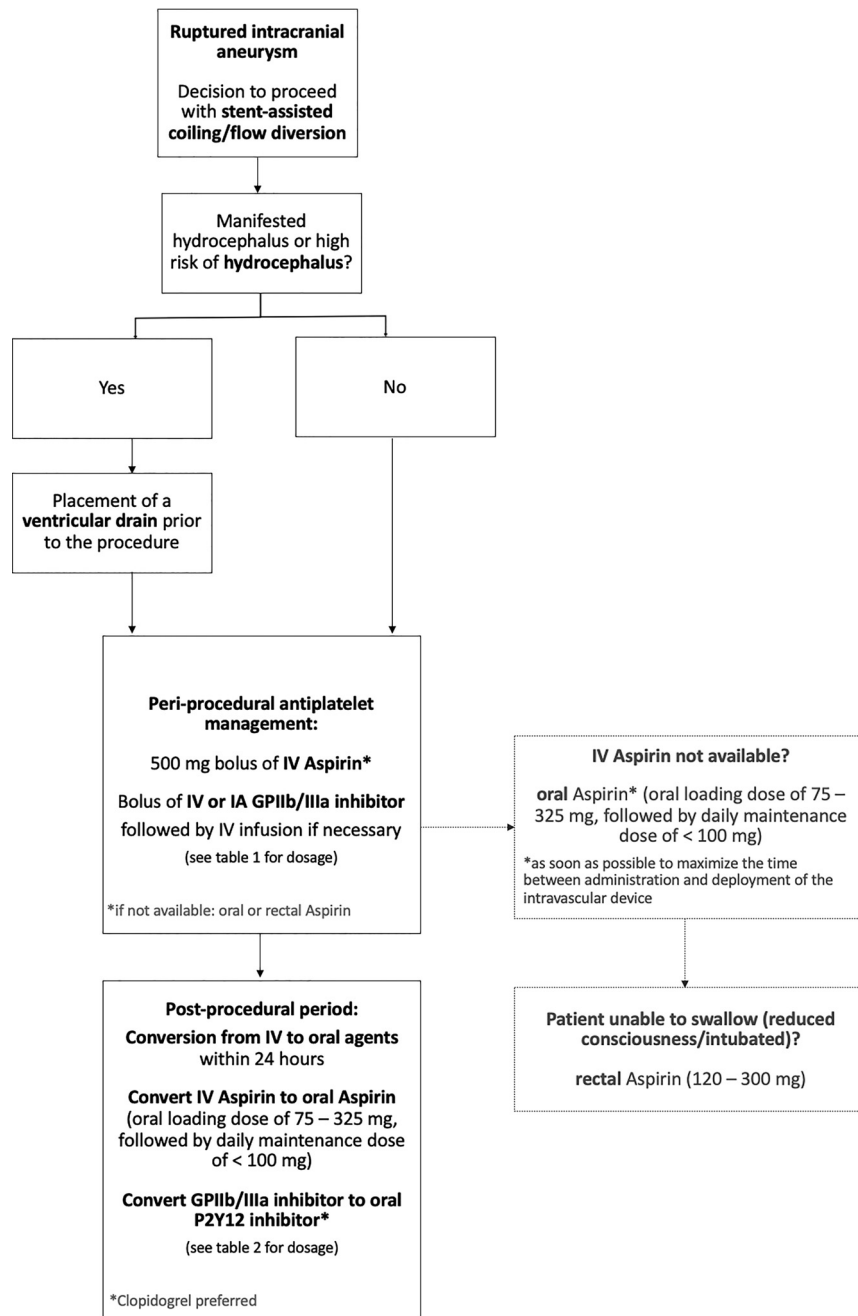 Ruptured intracranial
aneurysm
Decision to proceed
with stent-assisted
coiling/flow diversion
Manifested
hydrocephalus or high
risk of hydrocephalus?
Yes
No
Placement of a
ventricular drain prior
to the procedure
Peri-procedural antiplatelet
management:
500 mg bolus of IV Aspirin*
Bolus of IV or IA GPIIb/IIIa inhibitor
followed by IV infusion if necessary
(see table 1 for dosage)
*if not available: oral or rectal Aspirin
IV Aspirin not available?
oral Aspirin* (oral loading dose of 75 –
325 mg, followed by daily maintenance
dose of < 100 mg)
*as soon as possible to maximize the time
between administration and deployment of the
intravascular device
Patient unable to swallow (reduced
consciousness/intubated)?
rectal Aspirin (120 – 300 mg)
Post-procedural period:
Conversion from IV to oral agents
within 24 hours
Convert IV Aspirin to oral Aspirin
(oral loading dose of 75 – 325 mg,
followed by daily maintenance dose
of < 100 mg)
Convert GPIIb/IIIa inhibitor to oral
P2Y12 inhibitor*
(see table 2 for dosage)
*Clopidogrel preferred